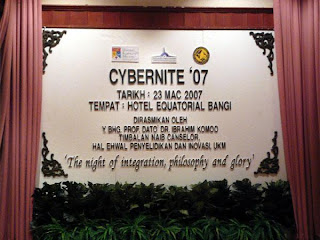 CYBERNITE '07
TARIKH : 23 MAC 2007
TEMPAT : HOTEL EQUATORIAL BANGI
DIRASMIKAN OLEH
Y.BHG. PROF. DATO' DR. IBRAHIM KOMOO
TIMBALAN NAIB CANSELOR,
HAL EHWAL PENYELIDIKAN DAN INOVASI, UKM
'The night of integration, philosophy and glory'